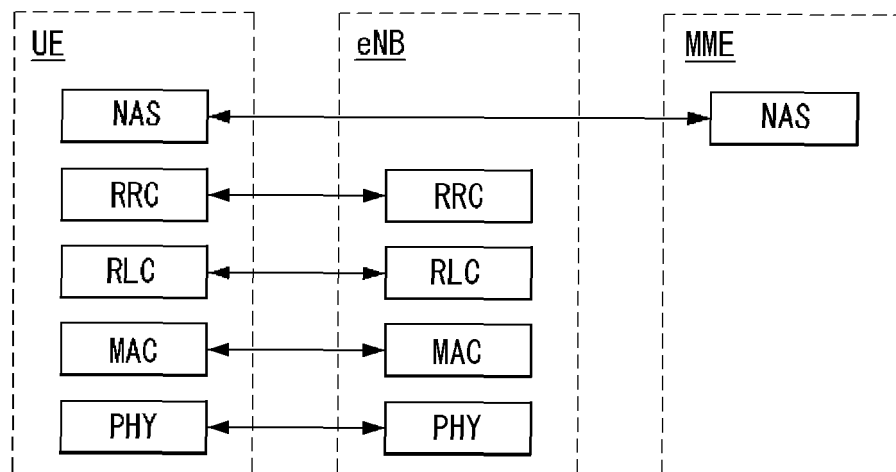 UE eNB MME
NAS NAS
RRC RRC
RLC RLC
MAC MAC
PHY PHY